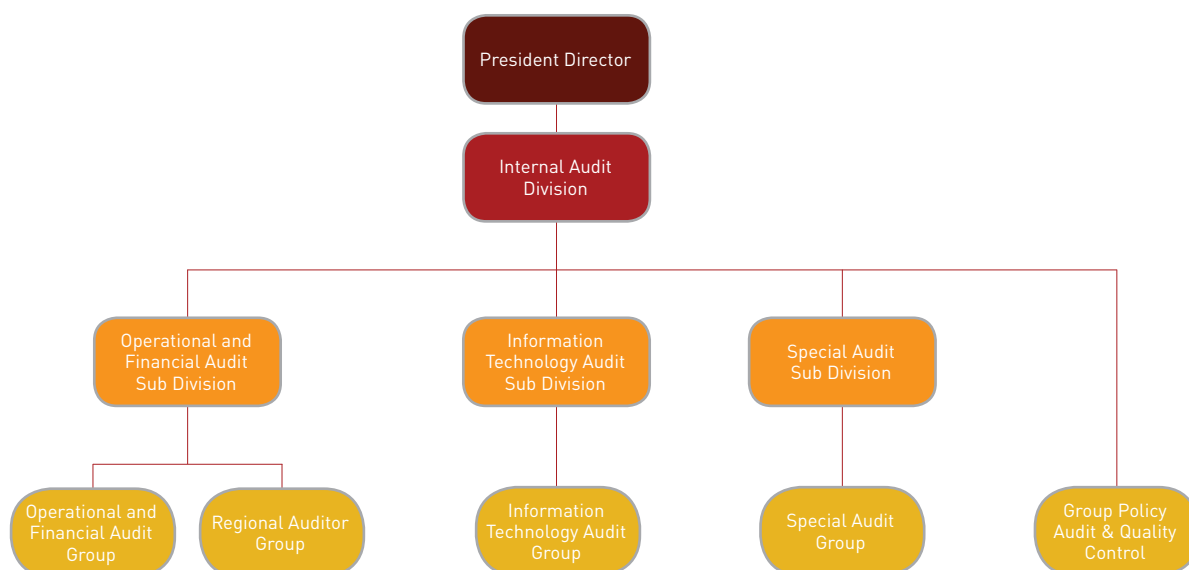 President Director
Internal Audit
Division
Operational and
Financial Audit
Sub Division
Information
Technology Audit
Sub Division
Special Audit
Sub Division
Operational and
Financial Audit
Group
Regional Auditor
Group
Information
Technology Audit
Group
Special Audit
Group
Group Policy
Audit & Quality
Control